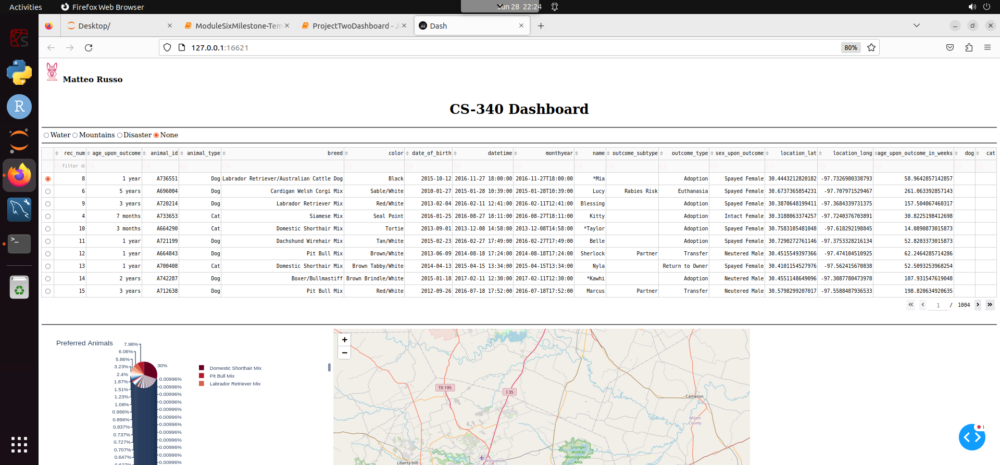 Activities Firefox Web Browser Jun 28 22:24
Desktop/ ModuleSixMilestone-Tem ProjectTwoDashboard - Ju Dash
127.0.0.1:16621 80%
Matteo Russo
CS-340 Dashboard
Water Mountains Disaster None
rec_num age_upon_outcome animal_id animal_type breed color date_of_birth datetime monthyear name outcome_subtype outcome_type sex_upon_outcome location_lat location_long age_upon_outcome_in_weeks dog cat
filter da
8 1 year A736551 Dog Labrador Retriever/Australian Cattle Dog Black 2015-10-12 2016-11-27 18:00:00 2016-11-27T18:00:00 *Mia Adoption Spayed Female 30.4443212820182 -97.7326980338793 58.9642857142857
6 5 years A696004 Dog Cardigan Welsh Corgi Mix Sable/White 2010-01-27 2015-01-28 10:39:00 2015-01-28T10:39:00 Lucy Rabies Risk Euthanasia Spayed Female 30.6737365854231 -97.707971529467 261.063392857143
9 3 years A720214 Dog Labrador Retriever Mix Red/White 2013-02-04 2016-02-11 12:41:00 2016-02-11T12:41:00 Blessing Adoption Spayed Female 30.3870648199411 -97.3684339731375 157.504067460317
4 7 months A733653 Cat Siamese Mix Seal Point 2016-01-25 2016-08-27 18:11:00 2016-08-27T18:11:00 Kitty Adoption Intact Female 30.3188063374257 -97.7240376703891 30.8225198412698
10 3 months A664290 Cat Domestic Shorthair Mix Tortie 2013-09-01 2013-12-08 14:58:00 2013-12-08T14:58:00 *Taylor Adoption Spayed Female 30.7583105481048 -97.618292198845 14.0890873015873
11 1 year A721199 Dog Dachshund Wirehair Mix Tan/White 2015-02-23 2016-02-27 17:49:00 2016-02-27T17:49:00 Belle Adoption Spayed Female 30.7290272761146 -97.3753328216134 52.8203373015873
12 1 year A664843 Dog Pit Bull Mix Brown/White 2013-06-09 2014-08-18 17:24:00 2014-08-18T17:24:00 Sherlock Partner Transfer Neutered Male 30.4515549397366 -97.474104510925 62.2464285714286
13 1 year A700408 Cat Domestic Shorthair Mix Brown Tabby/White 2014-04-13 2015-04-15 13:34:00 2015-04-15T13:34:00 Nyla Return to Owner Spayed Female 30.4101154527976 -97.562415670838 52.5093253968254
14 2 years A742287 Dog Boxer/Bullmastiff Brown Brindle/White 2015-01-18 2017-02-11 12:30:00 2017-02-11T12:30:00 *Kawhi Adoption Neutered Male 30.4551148649096 -97.3087780473978 107.931547619048
15 3 years A712638 Dog Pit Bull Mix Red/White 2012-09-26 2016-07-18 17:52:00 2016-07-18T17:52:00 Marcus Partner Transfer Neutered Male 30.5798299207017 -97.5588487936533 198.820634920635
1 / 1004
Preferred Animals
7.98%
6.06%
5.86%
3.23% 30%
2.4%
1.87% 0.00996%
1.51% 0.00996%
1.23% 0.00996%
1.08% 0.00996%
0.966% 0.00996%
0.896% 0.00996%
0.837% 0.00996%
0.737% 0.00996%
0.727% 0.00996%
0.707% 0.00996%
0.647% 0.00996%
0.627% 0.00996%
Domestic Shorthair Mix
Pit Bull Mix
Labrador Retriever Mix
+
−
TX 195
I 35
Cameron
Milam
County
Granger
Wildlife
Management
Area
Liberty Hill
Williamson
1